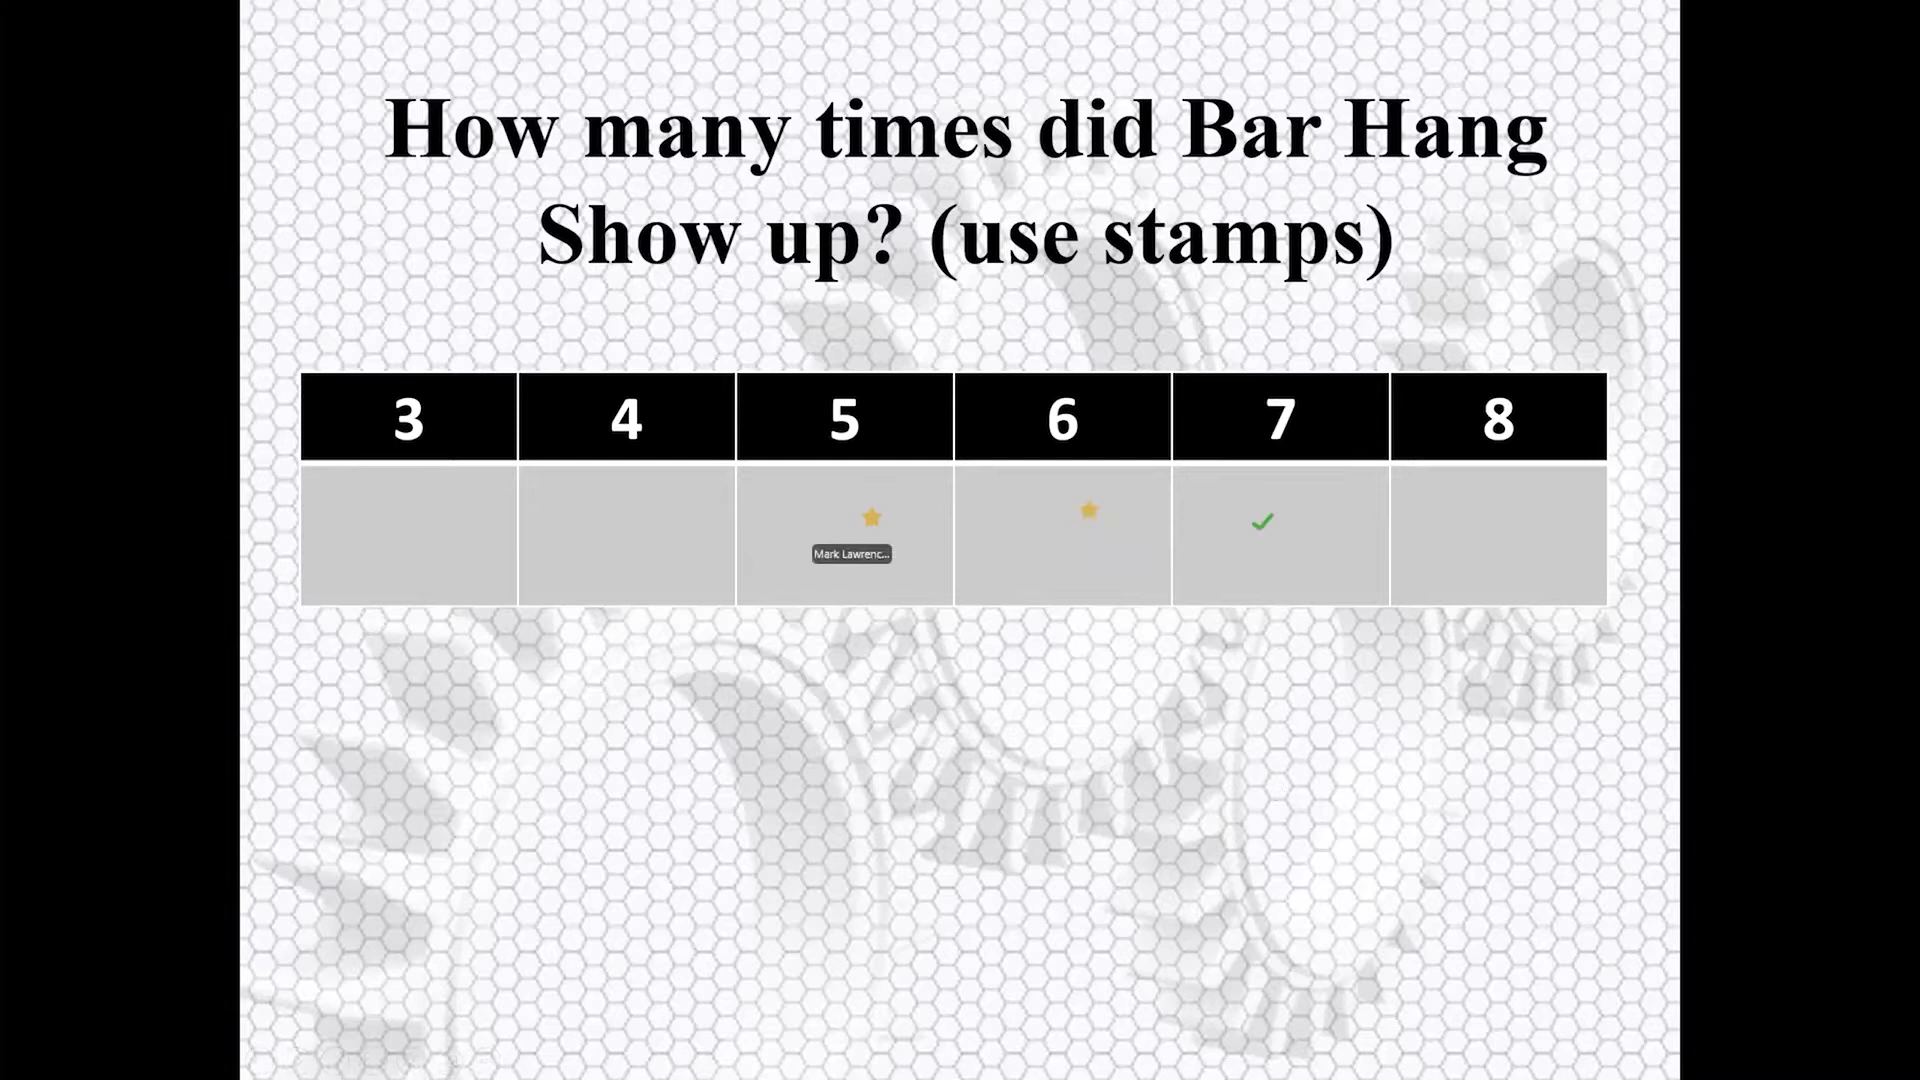 How many times did Bar Hang
Show up? (use stamps)
3 4 5 6 7 8
Mark Lawrenc...